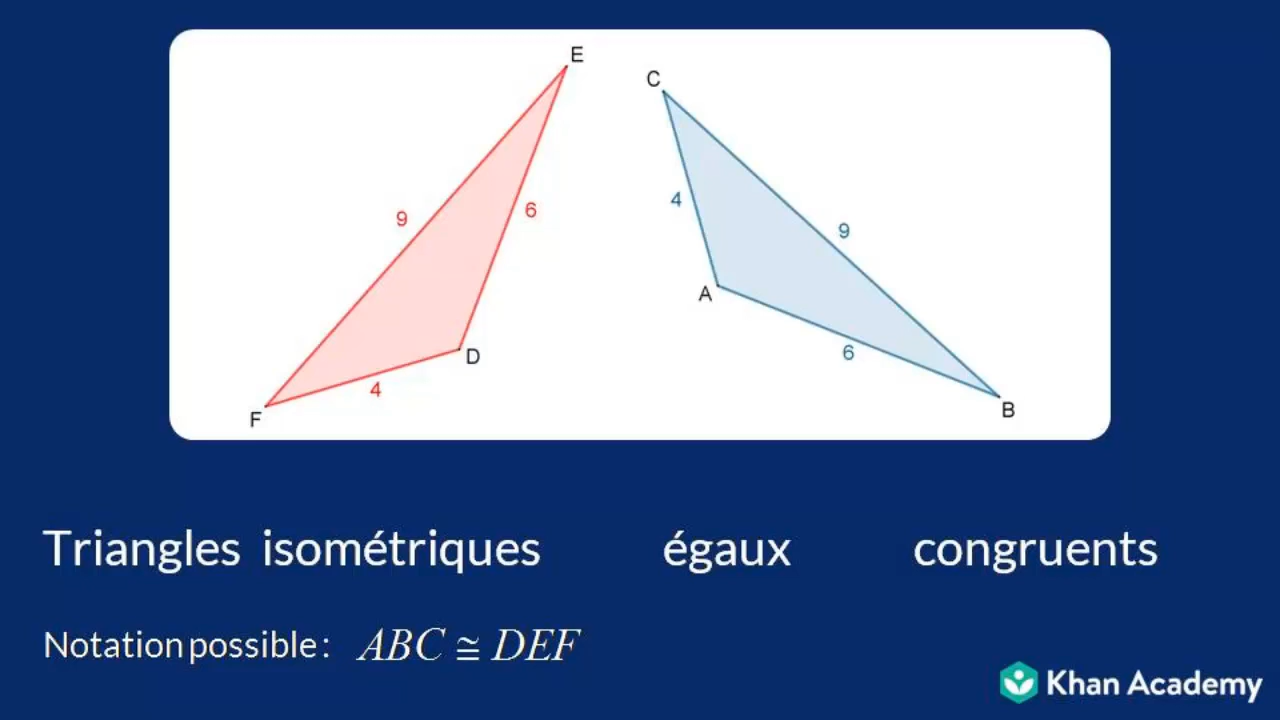 E
C
9
6
4
9
A
D
6
4
F
B
Triangles isométriques égaux congruents
Notation possible : ABC ≅ DEF
Khan Academy